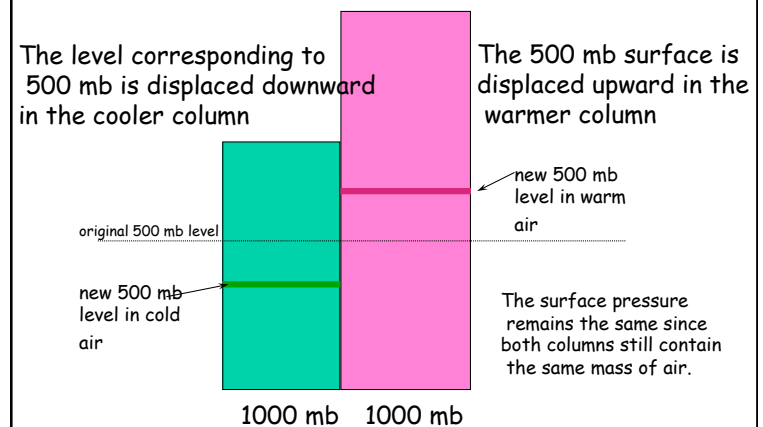 The level corresponding to
500 mb is displaced downward
in the cooler column
The 500 mb surface is
displaced upward in the
warmer column
new 500 mb
level in warm
air
original 500 mb level
new 500 mb
level in cold
air
The surface pressure
remains the same since
both columns still contain
the same mass of air.
1000 mb 1000 mb